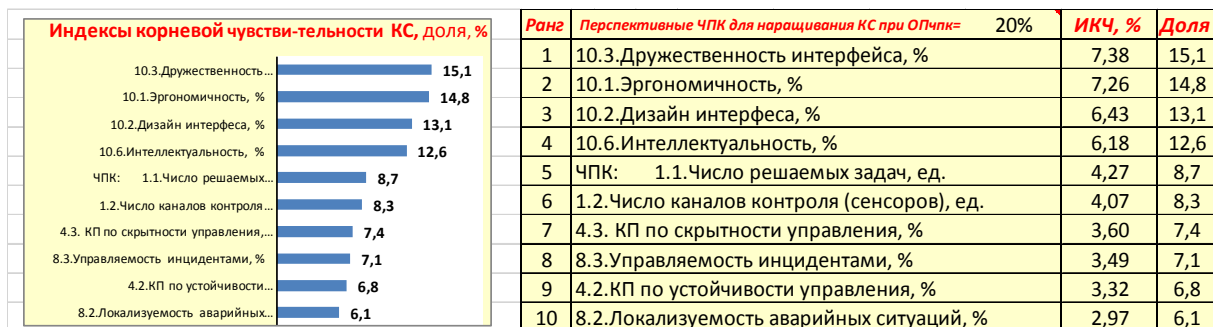 Индексы корневой чувстви-тельности КС, доля, %
10.3.Дружественность... 15,1
10.1.Эргономичность, % 14,8
10.2.Дизайн интерфеса, % 13,1
10.6.Интеллектуальность, % 12,6
ЧПК: 1.1.Число решаемых... 8,7
1.2.Число каналов контроля... 8,3
4.3. КП по скрытности управления,... 7,4
8.3.Управляемость инцидентами, % 7,1
4.2.КП по устойчивости... 6,8
8.2.Локализуемость аварийных... 6,1
Ранг Перспективные ЧПК для наращивания КС при ОПчпк= 20% ИКЧ, % Доля
1 10.3.Дружественность интерфейса, % 7,38 15,1
2 10.1.Эргономичность, % 7,26 14,8
3 10.2.Дизайн интерфеса, % 6,43 13,1
4 10.6.Интеллектуальность, % 6,18 12,6
5 ЧПК: 1.1.Число решаемых задач, ед. 4,27 8,7
6 1.2.Число каналов контроля (сенсоров), ед. 4,07 8,3
7 4.3. КП по скрытности управления, % 3,60 7,4
8 8.3.Управляемость инцидентами, % 3,49 7,1
9 4.2.КП по устойчивости управления, % 3,32 6,8
10 8.2.Локализуемость аварийных ситуаций, % 2,97 6,1